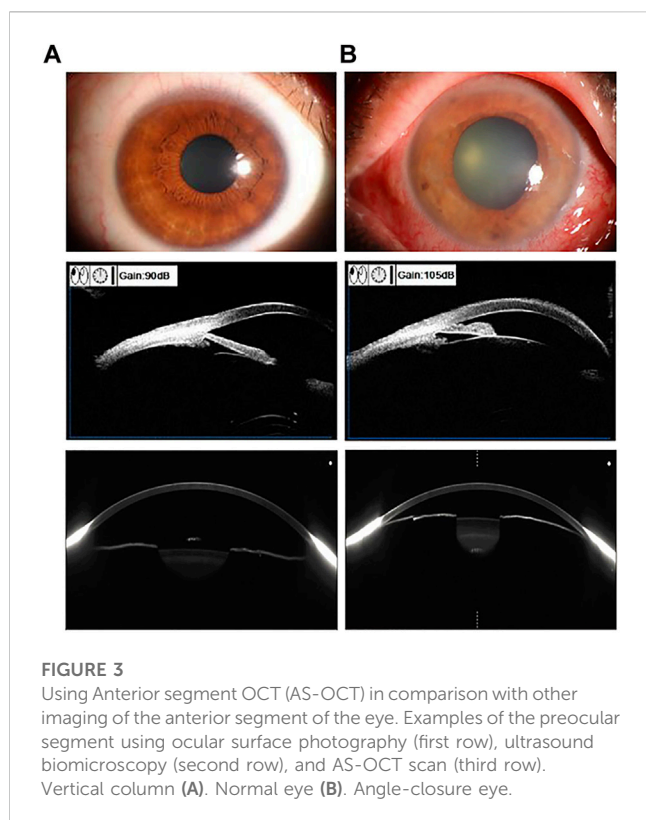 A
B
Gain:90dB
Gain:105dB
FIGURE 3
Using Anterior segment OCT (AS-OCT) in comparison with other
imaging of the anterior segment of the eye. Examples of the preocular
segment using ocular surface photography (first row), ultrasound
biomicroscopy (second row), and AS-OCT scan (third row).
Vertical column (A). Normal eye (B). Angle-closure eye.